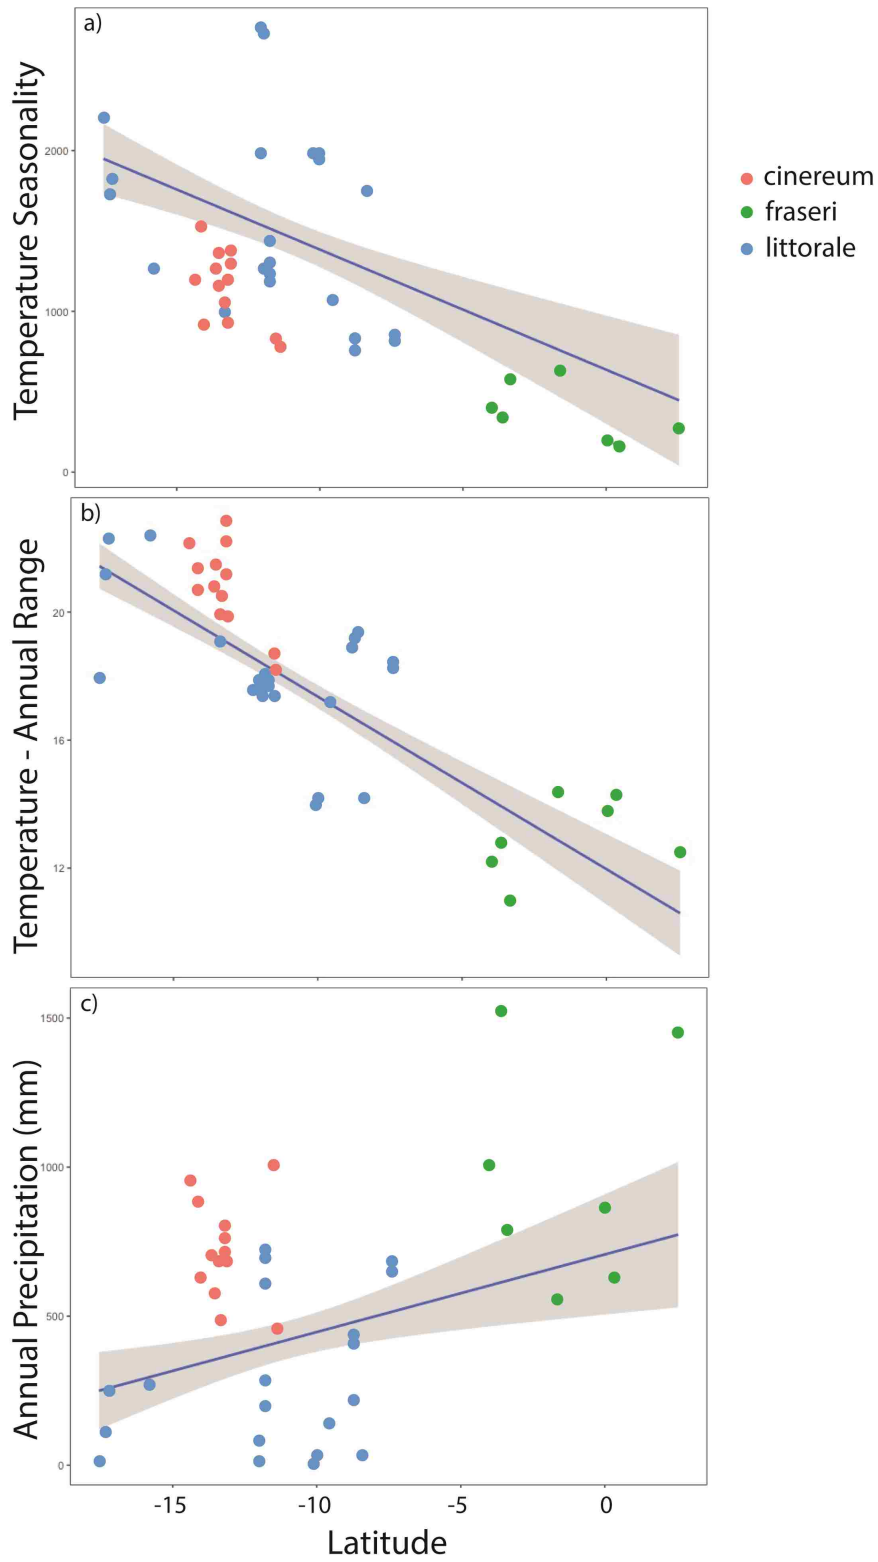 a)
Temperature Seasonality
2000
1000
0
cinereum
fraseri
littorale
b)
Temperature - Annual Range
20
16
12
c)
Annual Precipitation (mm)
1500
1000
500
0
-15 -10 -5 0
Latitude